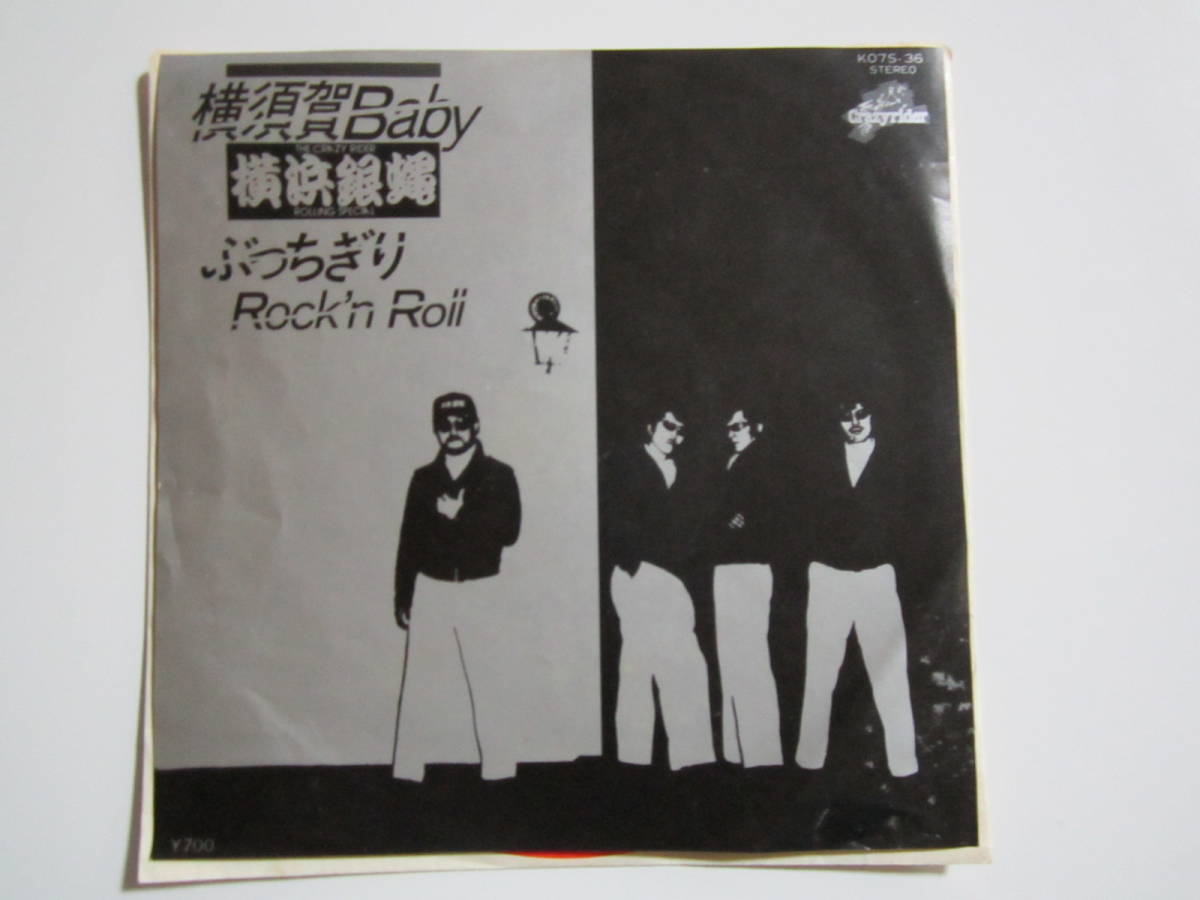 横須賀Baby
THE CRAZY RIDER
横浜銀蝿
ROLLING SPECIAL
ぶっちぎり
Rock'n Roll
K07S-36
STEREO
Crazyrider
¥700